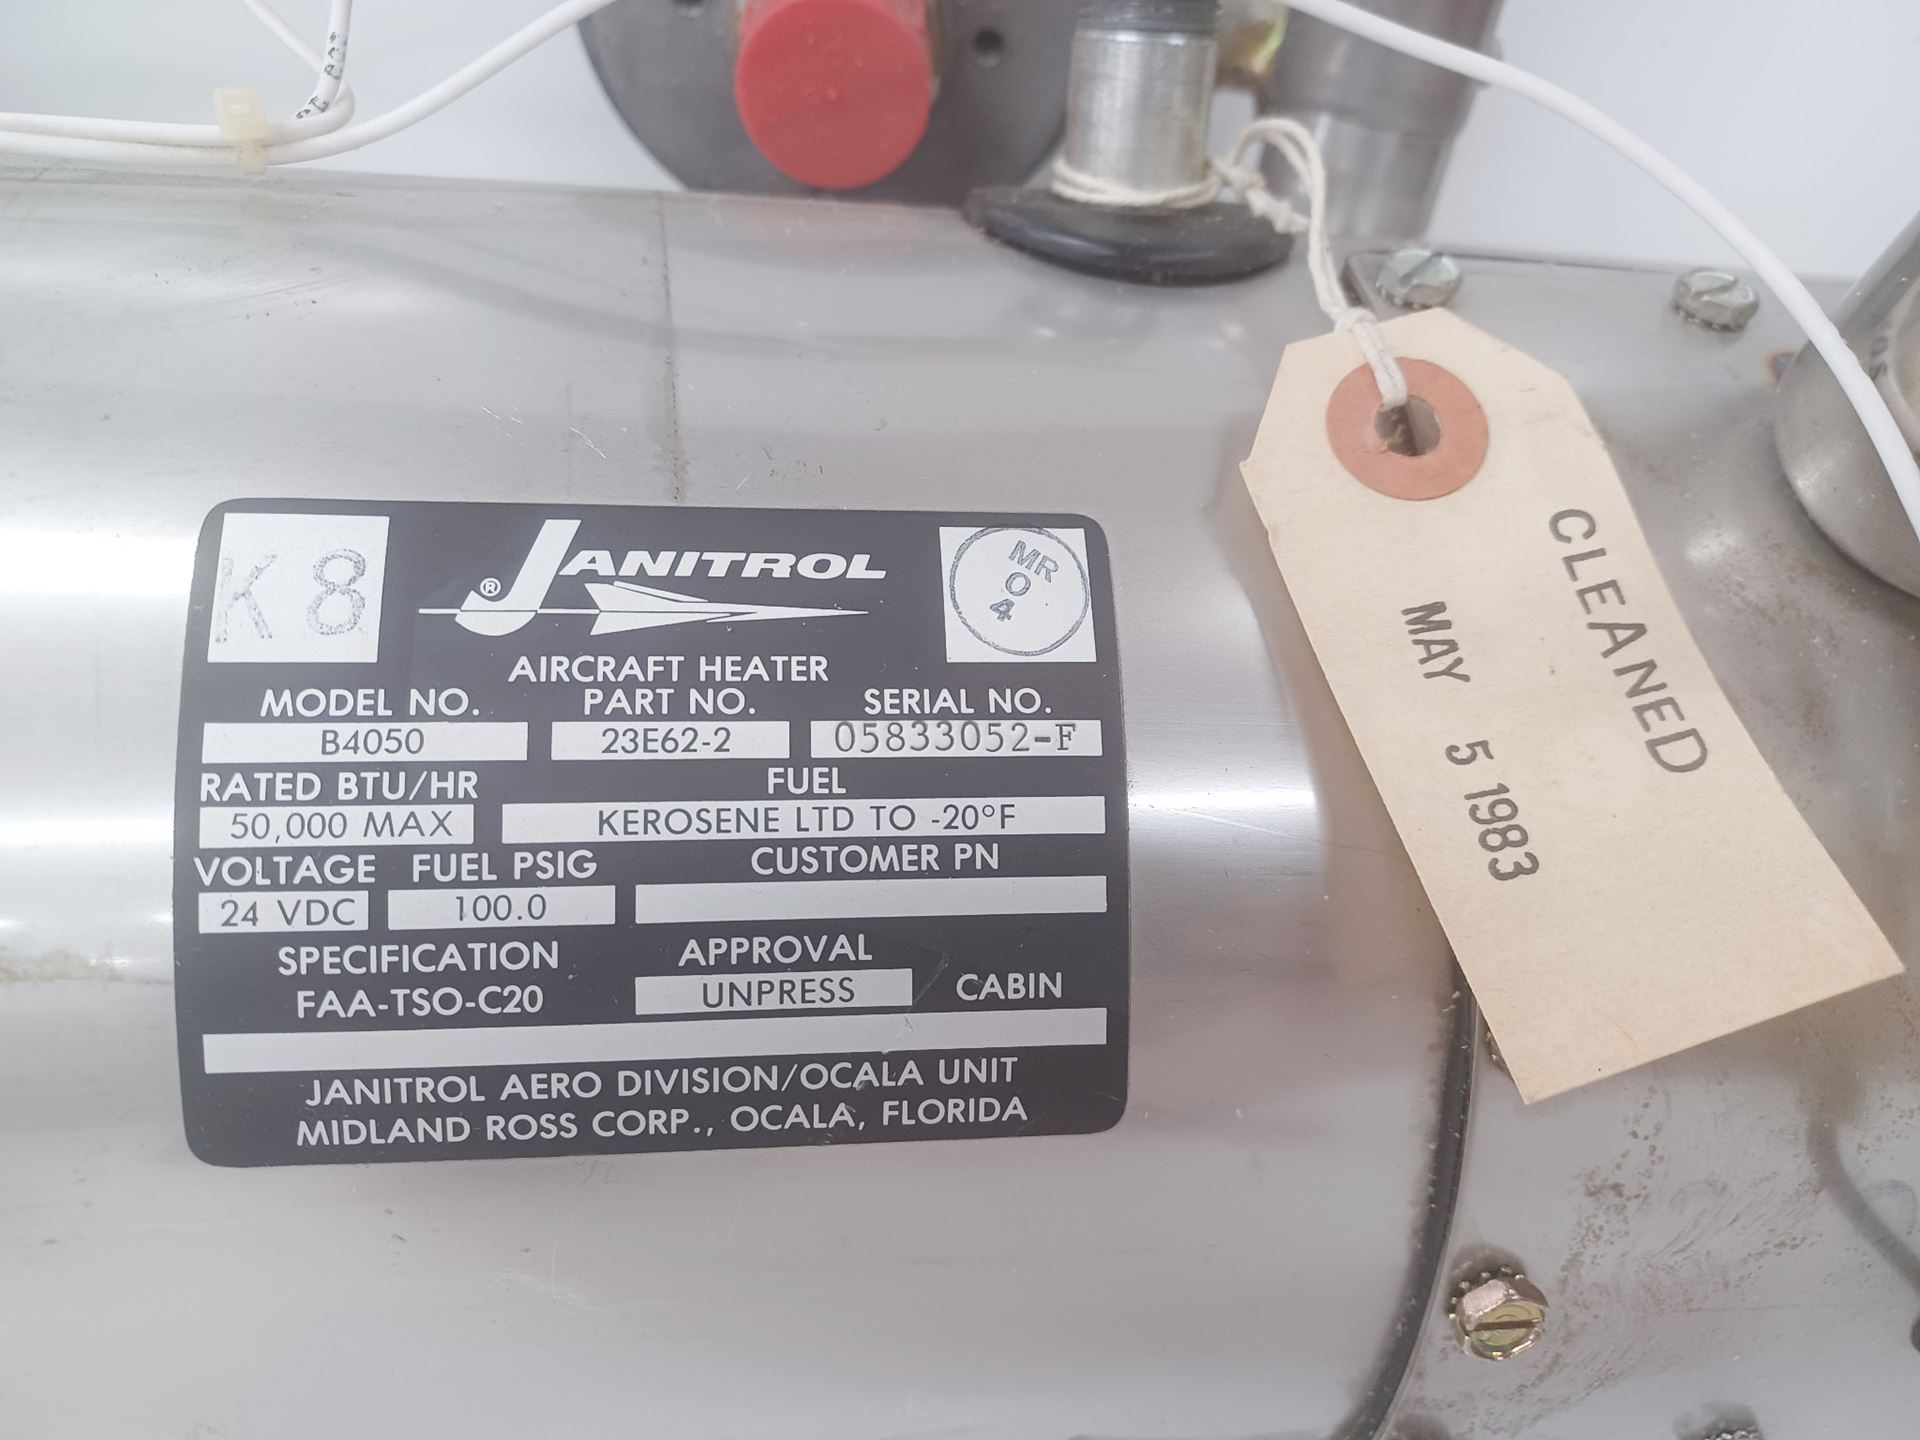 K 8
® JANITROL
MR
0
4
AIRCRAFT HEATER
MODEL NO. PART NO. SERIAL NO.
B4050 23E62-2 05833052-F
RATED BTU/HR FUEL
50,000 MAX KEROSENE LTD TO -20°F
VOLTAGE FUEL PSIG CUSTOMER PN
24 VDC 100.0
SPECIFICATION APPROVAL
FAA-TSO-C20 UNPRESS CABIN
JANITROL AERO DIVISION/OCALA UNIT
MIDLAND ROSS CORP., OCALA, FLORIDA
CLEANED
MAY 5 1983